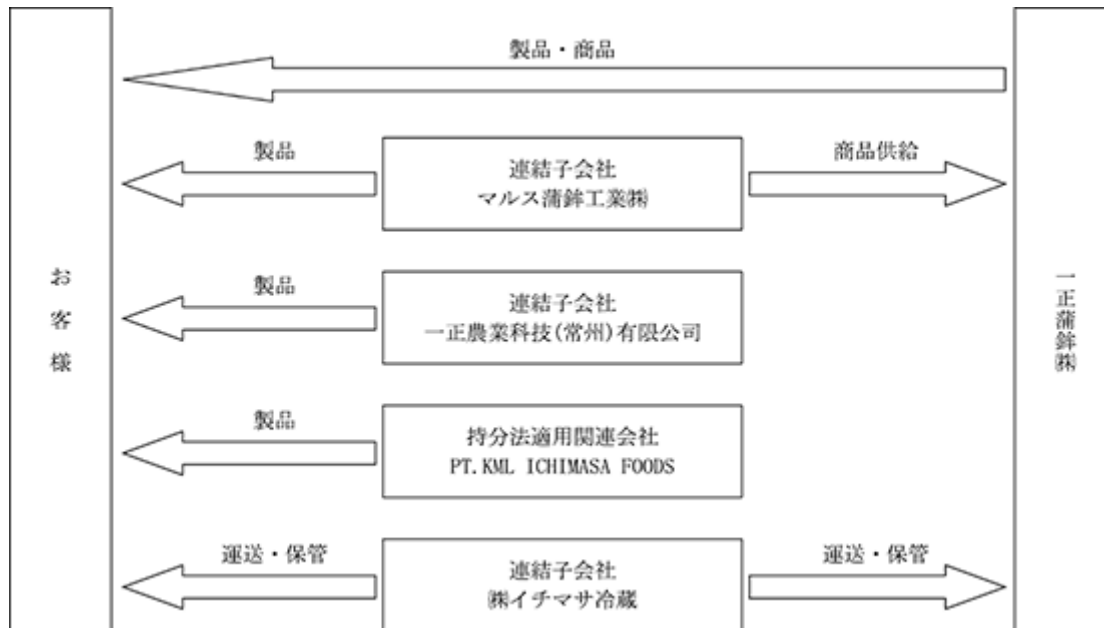 製品・商品
製品
連結子会社
マルス蒲鉾工業㈱
商品供給
お客様
製品
連結子会社
一正農業科技(常州)有限公司
一正蒲鉾㈱
製品
持分法適用関連会社
PT.KML ICHIMASA FOODS
運送・保管
連結子会社
㈱イチマサ冷蔵
運送・保管